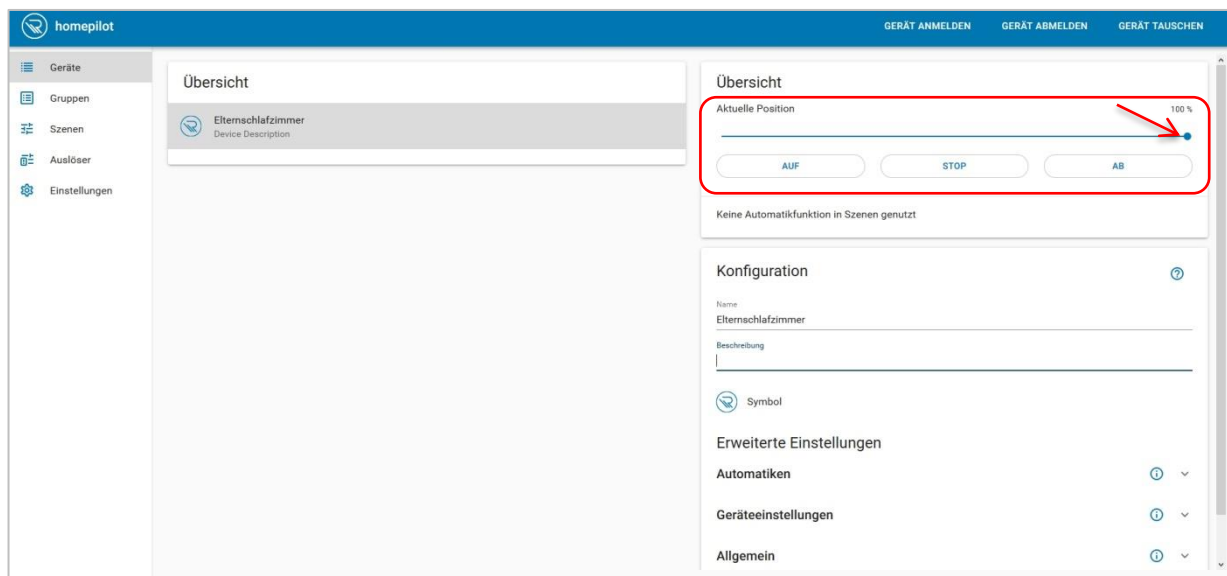 homepilot
GERÄT ANMELDEN GERÄT ABMELDEN GERÄT TAUSCHEN
Geräte
Gruppen
Szenen
Auslöser
Einstellungen
Übersicht
Elternschlafzimmer
Device Description
Übersicht
Aktuelle Position 100 %
AUF STOP AB
Keine Automatikfunktion in Szenen genutzt
Konfiguration
Name
Elternschlafzimmer
Beschreibung
Symbol
Erweiterte Einstellungen
Automatiken
Geräteeinstellungen
Allgemein